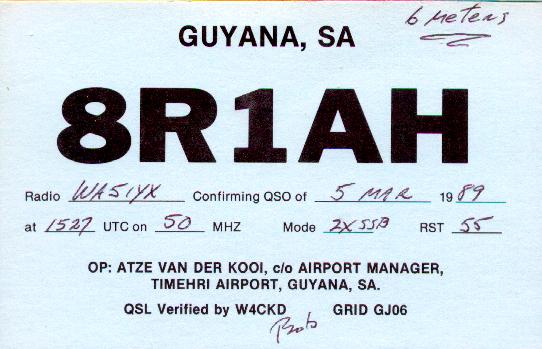 6 Meters
GUYANA, SA
8R1AH
Radio WA5IYX Confirming QSO of 5 MAR 1989
at 1527 UTC on 50 MHZ Mode 2XSSB RST 55
OP: ATZE VAN DER KOOI, c/o AIRPORT MANAGER,
TIMEHRI AIRPORT, GUYANA, SA.
QSL Verified by W4CKD GRID GJ06
Bob